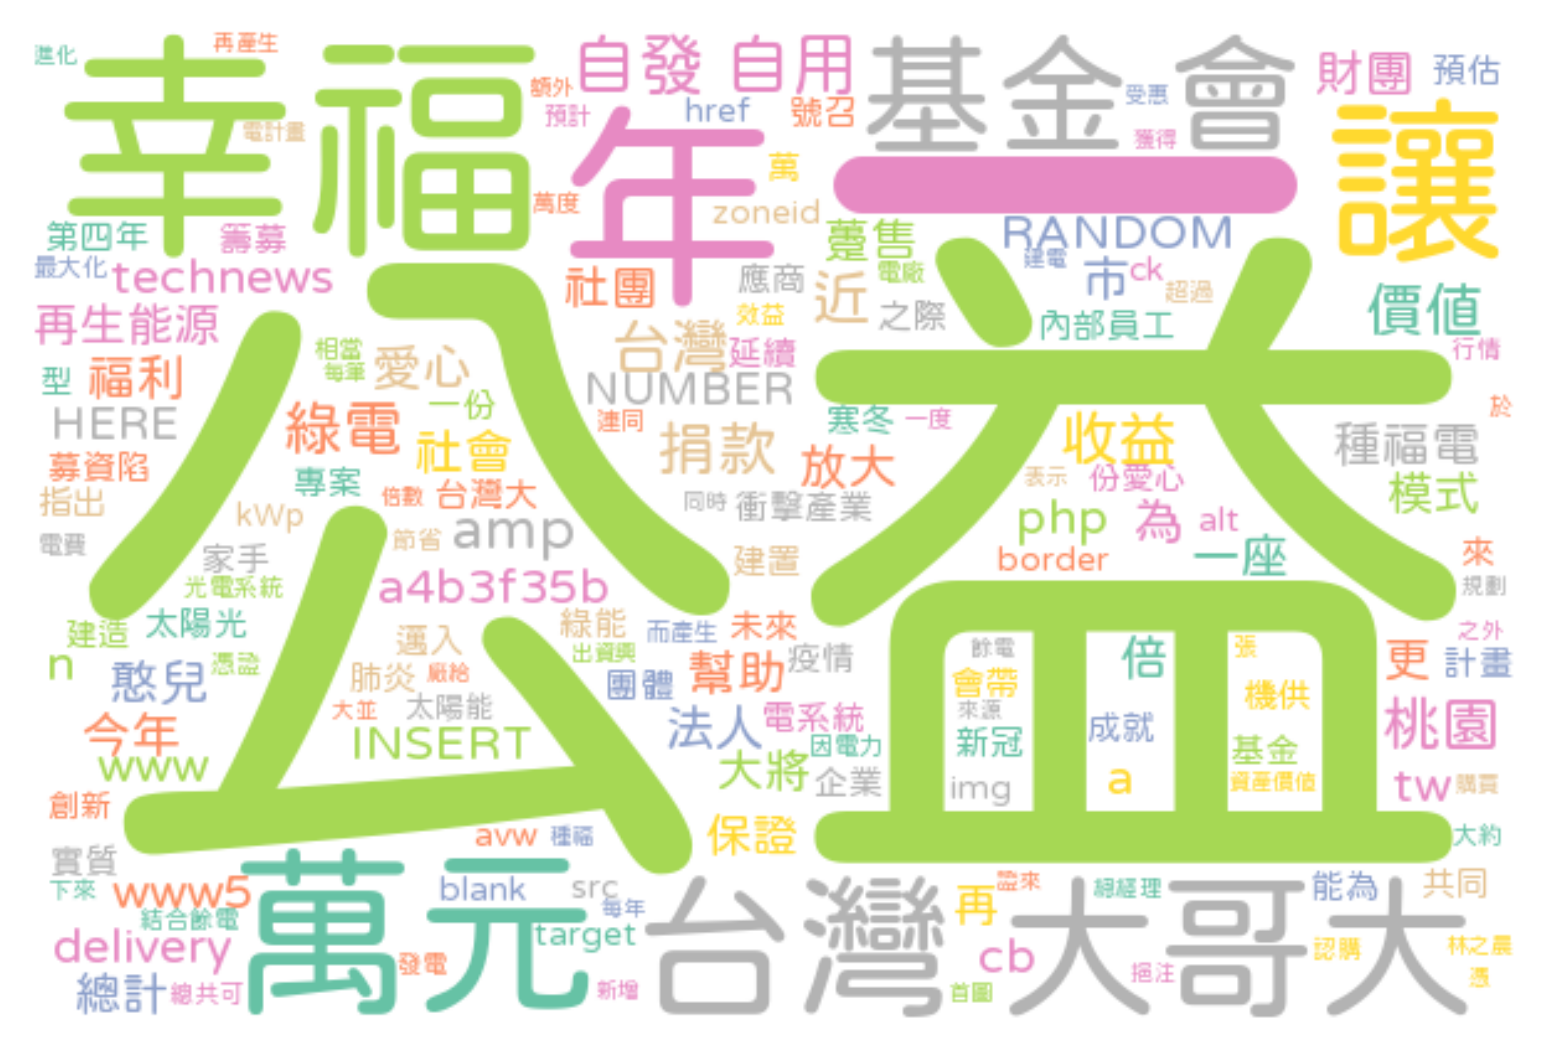 進化
再產生
幸福
額外
預計
自發 自用
href
號召
基金會
受惠
獲得
財團
預估
電計畫
年
萬
萬度
zoneid
一
讓
第四年
籌募
最大化
technews
社團
應商
躉售
電廠
RANDOM
建電
市
ck
超過
再生能源
台灣
效益
延續
近
之際
內部員工
價值
行情
公益
型
福利
相當
每筆
愛心
一份
NUMBER
HERE
綠電
社會
連同
寒冬
一度
收益
於
種福電
募資陷
專案
倍數
台灣大
捐款
放大
表示
份愛心
模式
指出
kWp
節省
amp
同時
衝擊產業
php
為
alt
電費
家手
建置
border
一座
來
光電系統
a4b3f35b
規劃
建造
太陽光
邁入
綠能
而產生
未來
疫情
餘電
倍
張
之外
n
憨兒
憑證
肺炎
廠給
出資興
團體
幫助
會帶
機供
更
計畫
今年
大並
太陽能
法人
電系統
來源
成就
桃園
www
INSERT
因電力
新冠
基金
大將
企業
img
a
資產價值
tw
購買
創新
avw
種福
保證
大約
實質
下來
www5
萬元
blank
src
每年
台灣大哥大
再
證來
總經理
能為
共同
結合餘電
target
delivery
發電
cb
挹注
認購
林之晨
總計
總共可
新增
首圖
憑